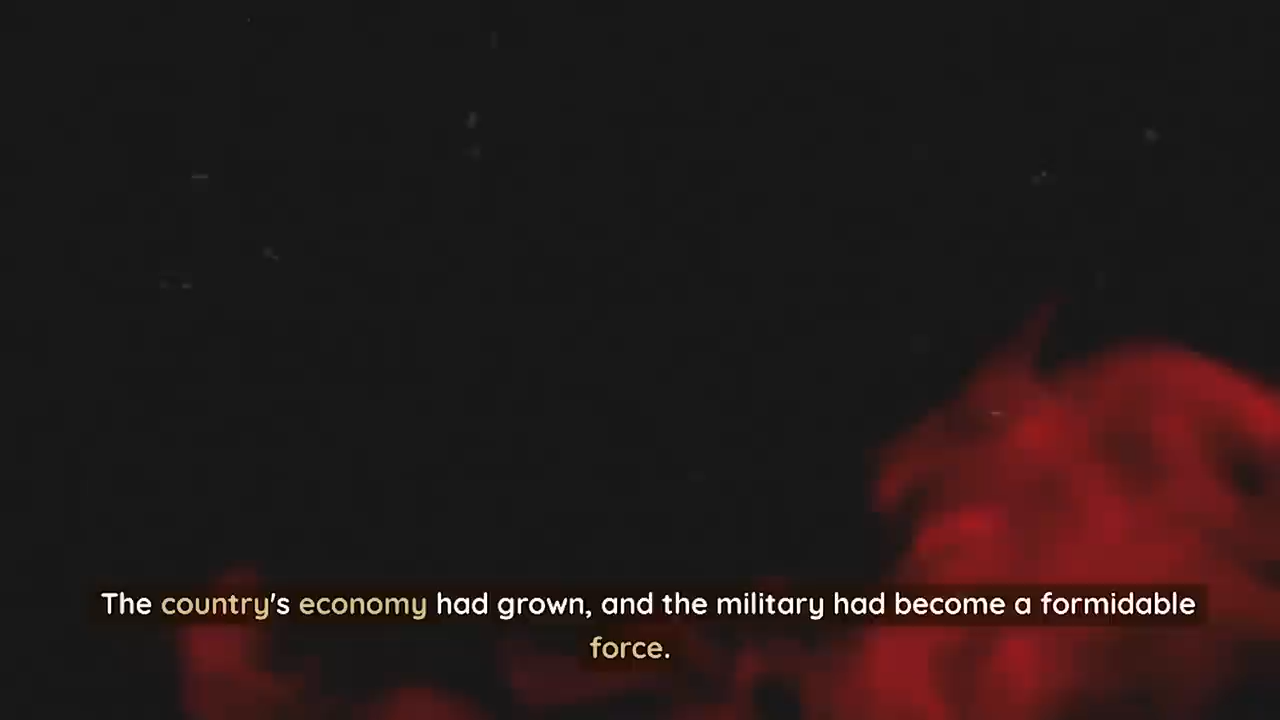 The country's economy had grown, and the military had become a formidable
force.